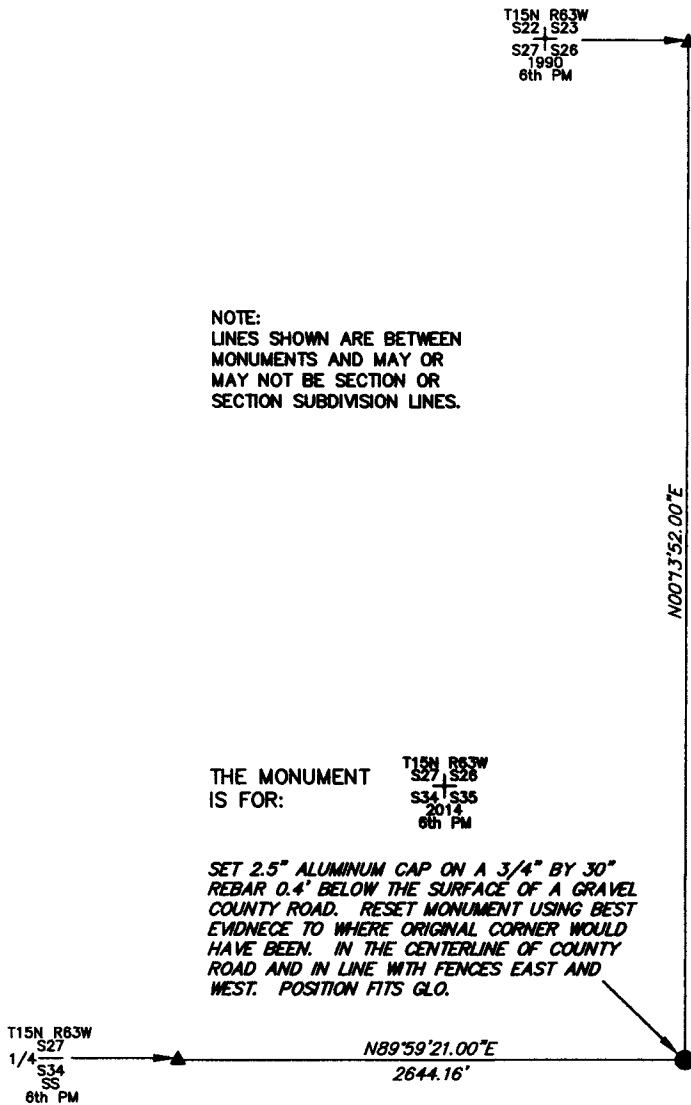 T15N R63W
S22 S23
S27 S26
1990
6th PM
NOTE:
LINES SHOWN ARE BETWEEN
MONUMENTS AND MAY OR
MAY NOT BE SECTION OR
SECTION SUBDIVISION LINES.
N00°13'52.00"E
THE MONUMENT
IS FOR:
T15N R63W
S27 S26
S34 S35
2014
6th PM
SET 2.5" ALUMINUM CAP ON A 3/4" BY 30"
REBAR 0.4' BELOW THE SURFACE OF A GRAVEL
COUNTY ROAD. RESET MONUMENT USING BEST
EVIDNECE TO WHERE ORIGINAL CORNER WOULD
HAVE BEEN. IN THE CENTERLINE OF COUNTY
ROAD AND IN LINE WITH FENCES EAST AND
WEST. POSITION FITS GLO.
T15N R63W
S27
1/4
S34
SS
6th PM
N89°59'21.00"E
2644.16'